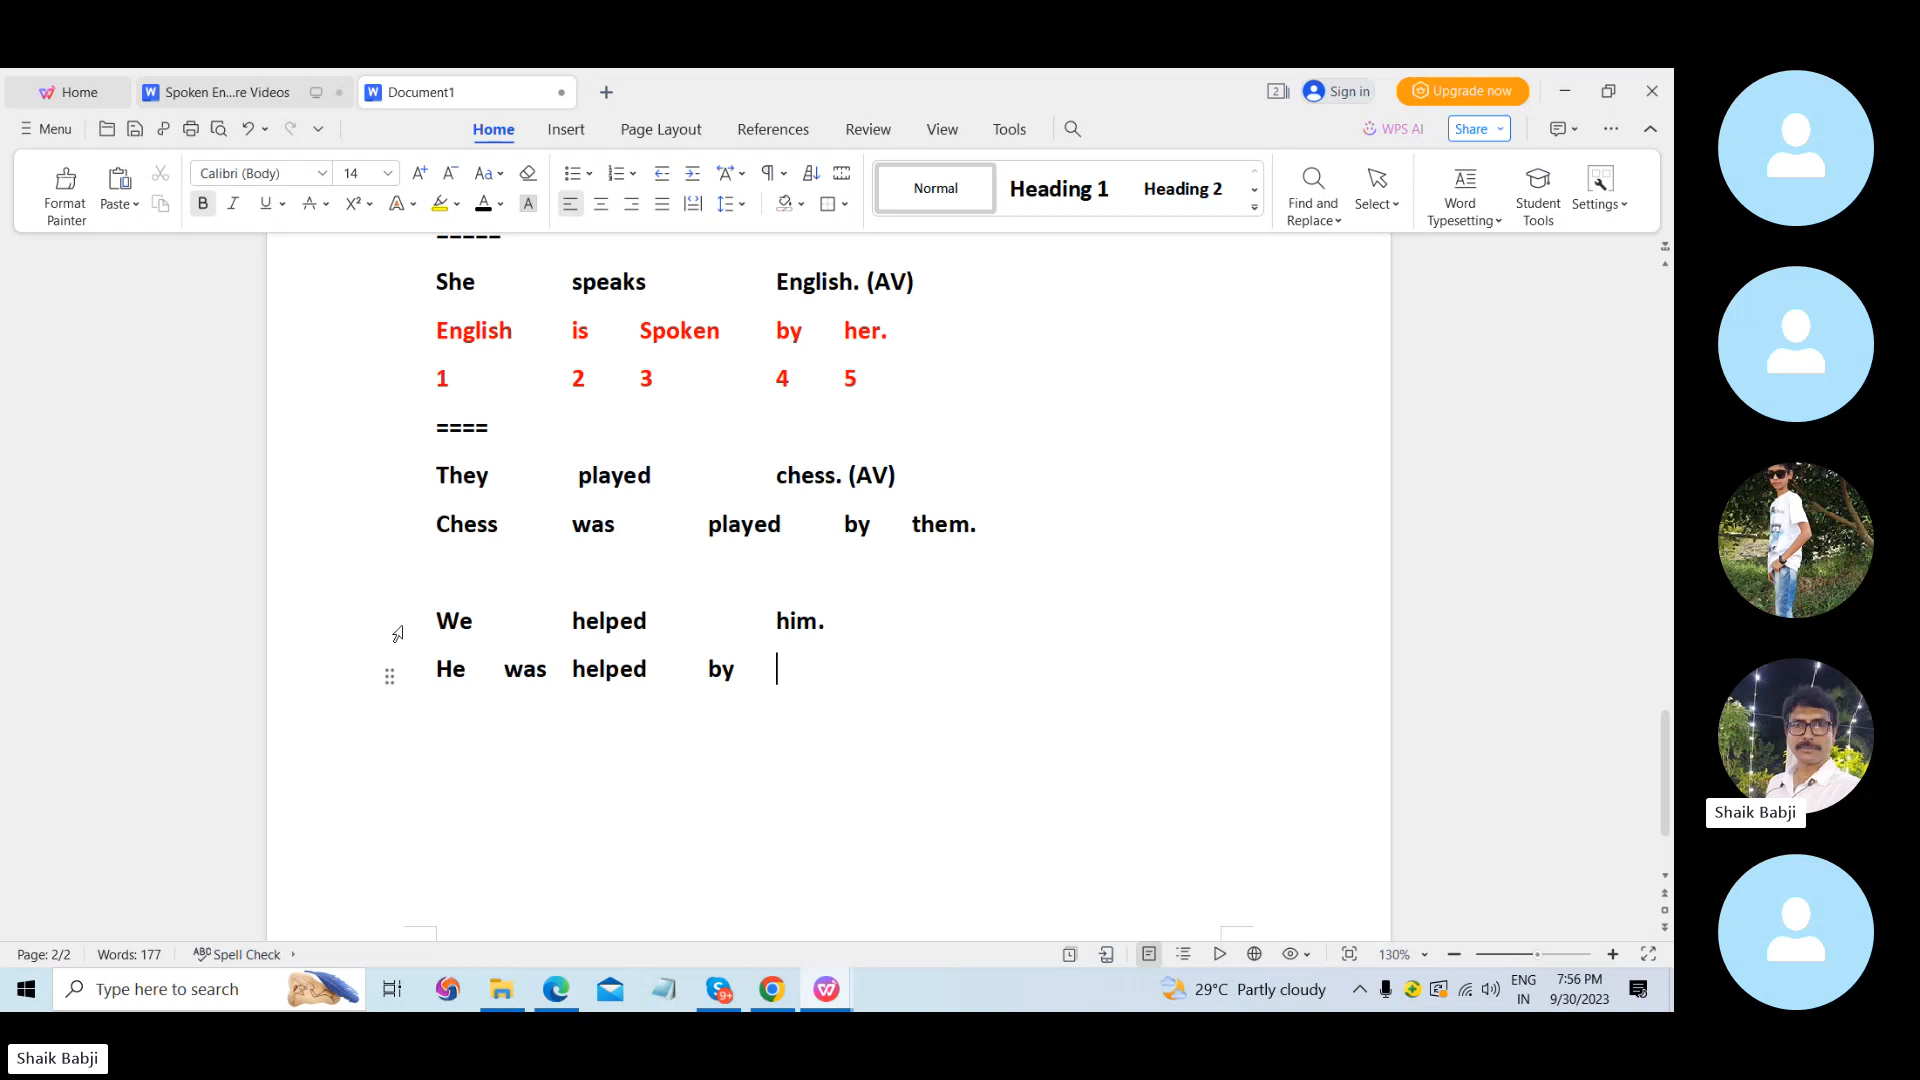 Home
Spoken En...re Videos
Document1
2
Sign in
Upgrade now
Menu
Home
Insert
Page Layout
References
Review
View
Tools
WPS AI
Share
Format Painter
Paste
Calibri (Body)
14
Normal
Heading 1
Heading 2
Find and Replace
Select
Word Typesetting
Student Tools
Settings
=====
She speaks English. (AV)
English is Spoken by her.
1 2 3 4 5
====
They played chess. (AV)
Chess was played by them.
We helped him.
He was helped by
Page: 2/2
Words: 177
Spell Check
130%
Type here to search
9+
29°C Partly cloudy
ENG
IN
7:56 PM
9/30/2023
Shaik Babji
Shaik Babji